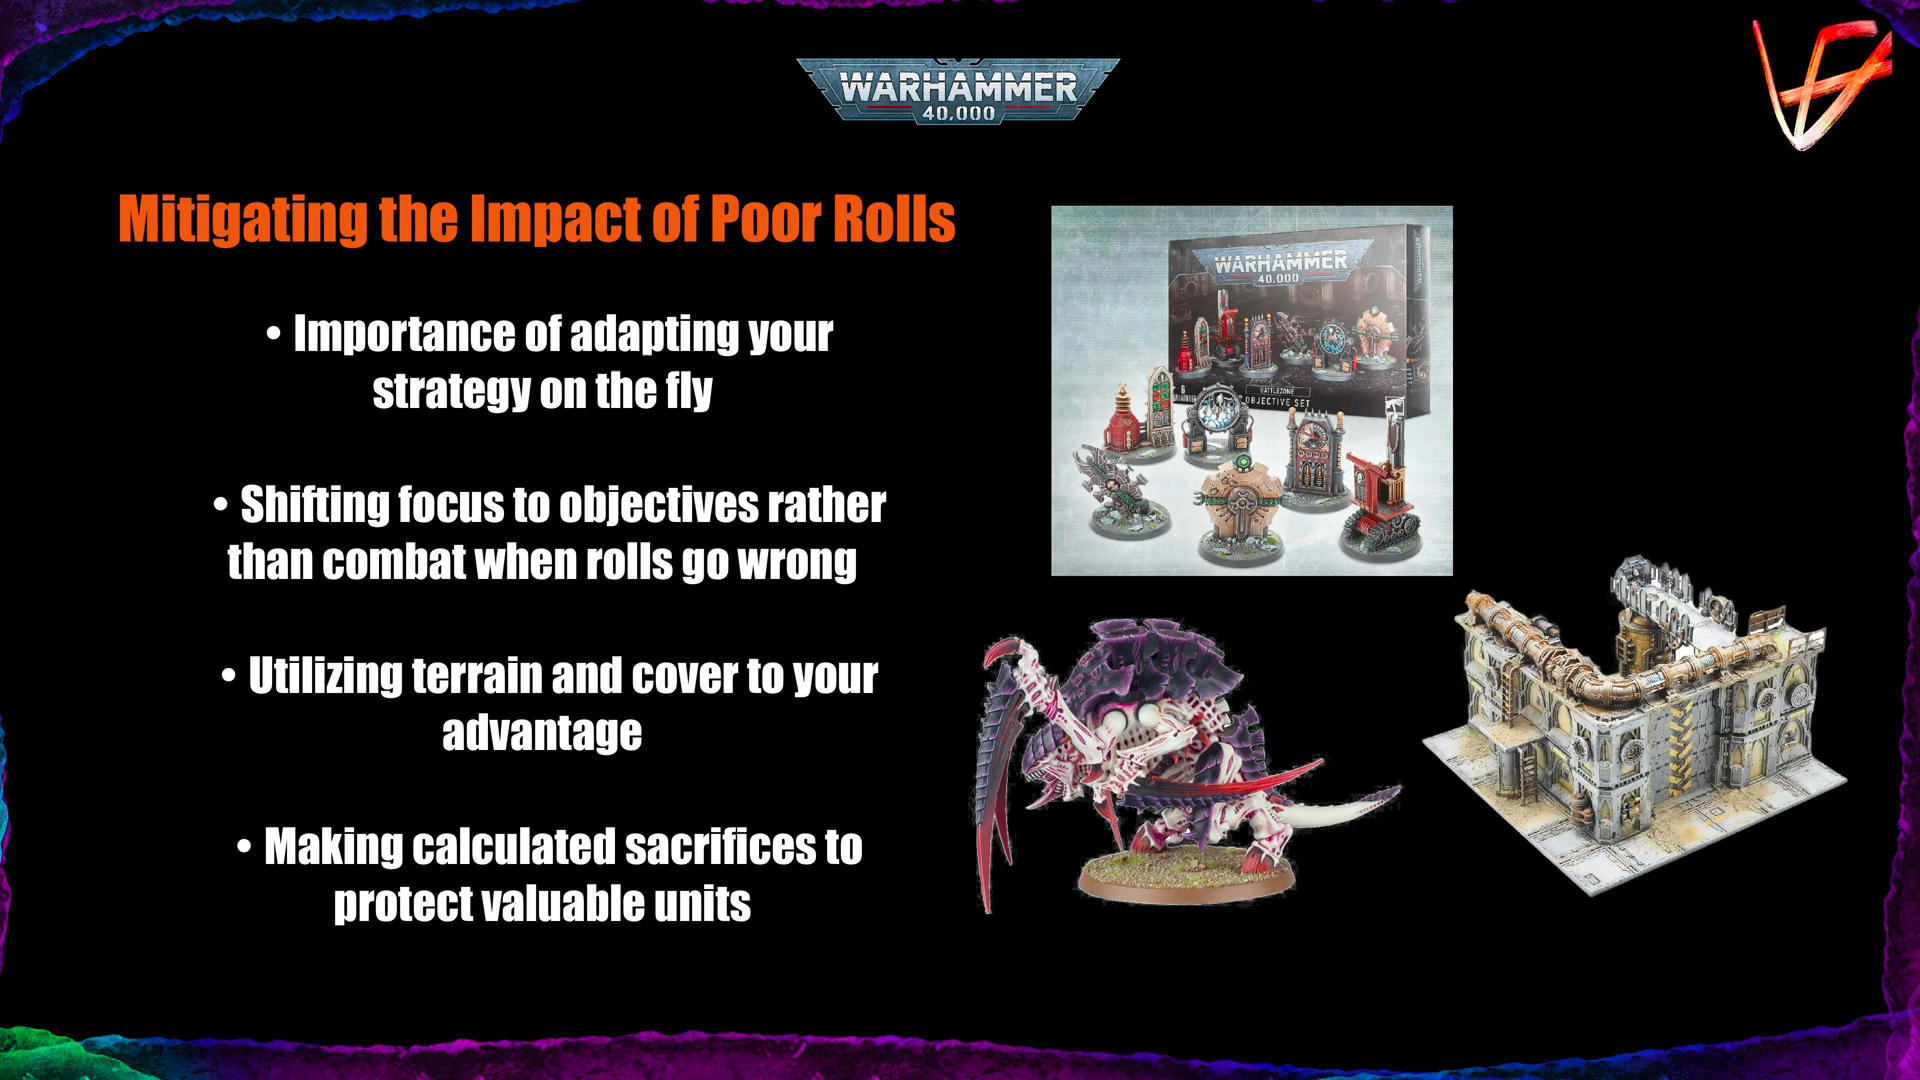 WARHAMMER
40,000
Mitigating the Impact of Poor Rolls
• Importance of adapting your
strategy on the fly
• Shifting focus to objectives rather
than combat when rolls go wrong
• Utilizing terrain and cover to your
advantage
• Making calculated sacrifices to
protect valuable units
WARHAMMER
40,000
BATTLEZONE
OBJECTIVE SET